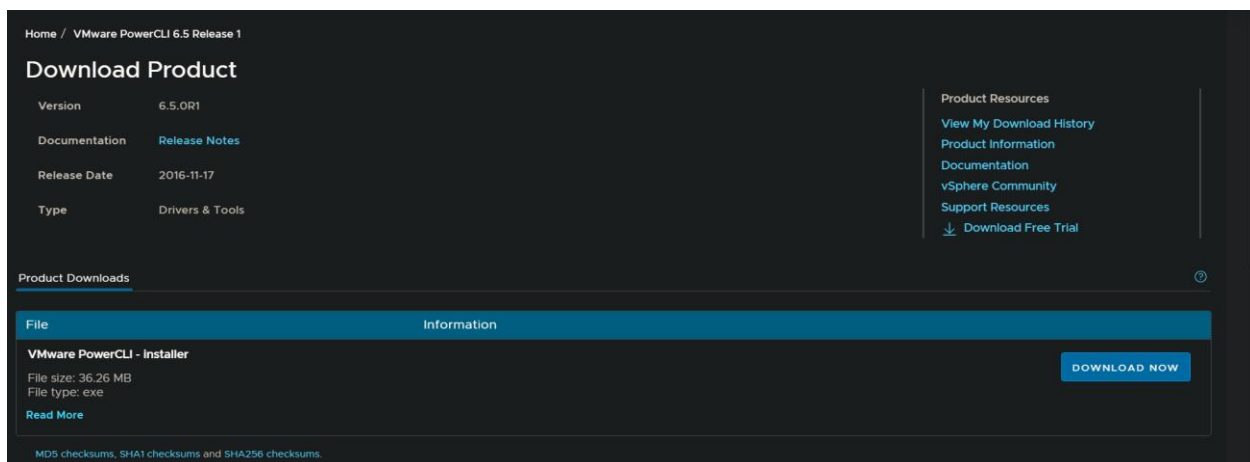 Home / VMware PowerCLI 6.5 Release 1
Download Product
Version 6.5.0R1
Documentation Release Notes
Release Date 2016-11-17
Type Drivers & Tools
Product Resources
View My Download History
Product Information
Documentation
vSphere Community
Support Resources
Download Free Trial
Product Downloads
File Information
VMware PowerCLI - Installer
File size: 36.26 MB
File type: exe
Read More
DOWNLOAD NOW
MD5 checksums, SHA1 checksums and SHA256 checksums.